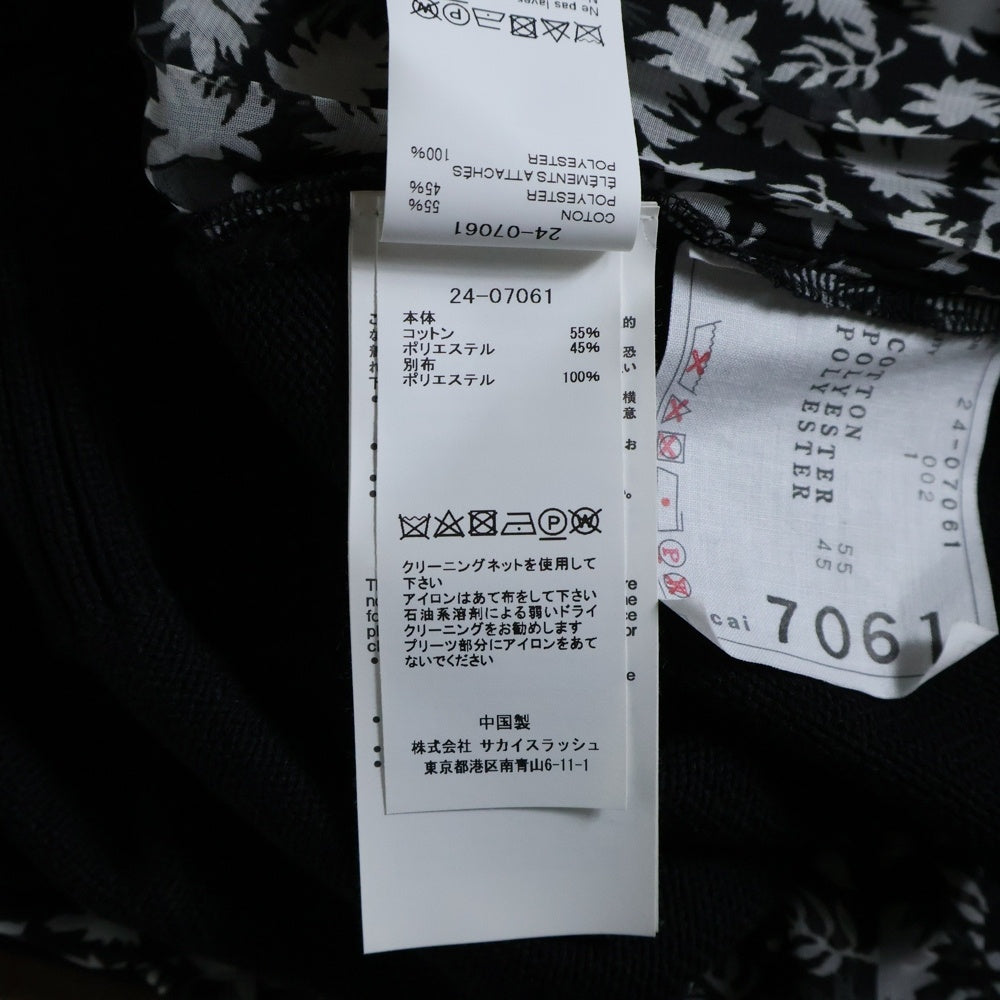 Ne pas laver
24-07061
COTON 55%
POLYESTER 45%
ÉLÉMENTS ATTACHÉS
POLYESTER 100%
24-07061
本体
コットン 55%
ポリエステル 45%
別布
ポリエステル 100%
クリーニングネットを使用して
下さい
アイロンはあて布をして下さい
石油系溶剤による弱いドライ
クリーニングをお勧めします
プリーツ部分にアイロンをあて
ないでください
中国製
株式会社 サカイスラッシュ
東京都港区南青山6-11-1
24-07061
002 1
COTTON 55
POLYESTER 45
POLYESTER
cai 7061